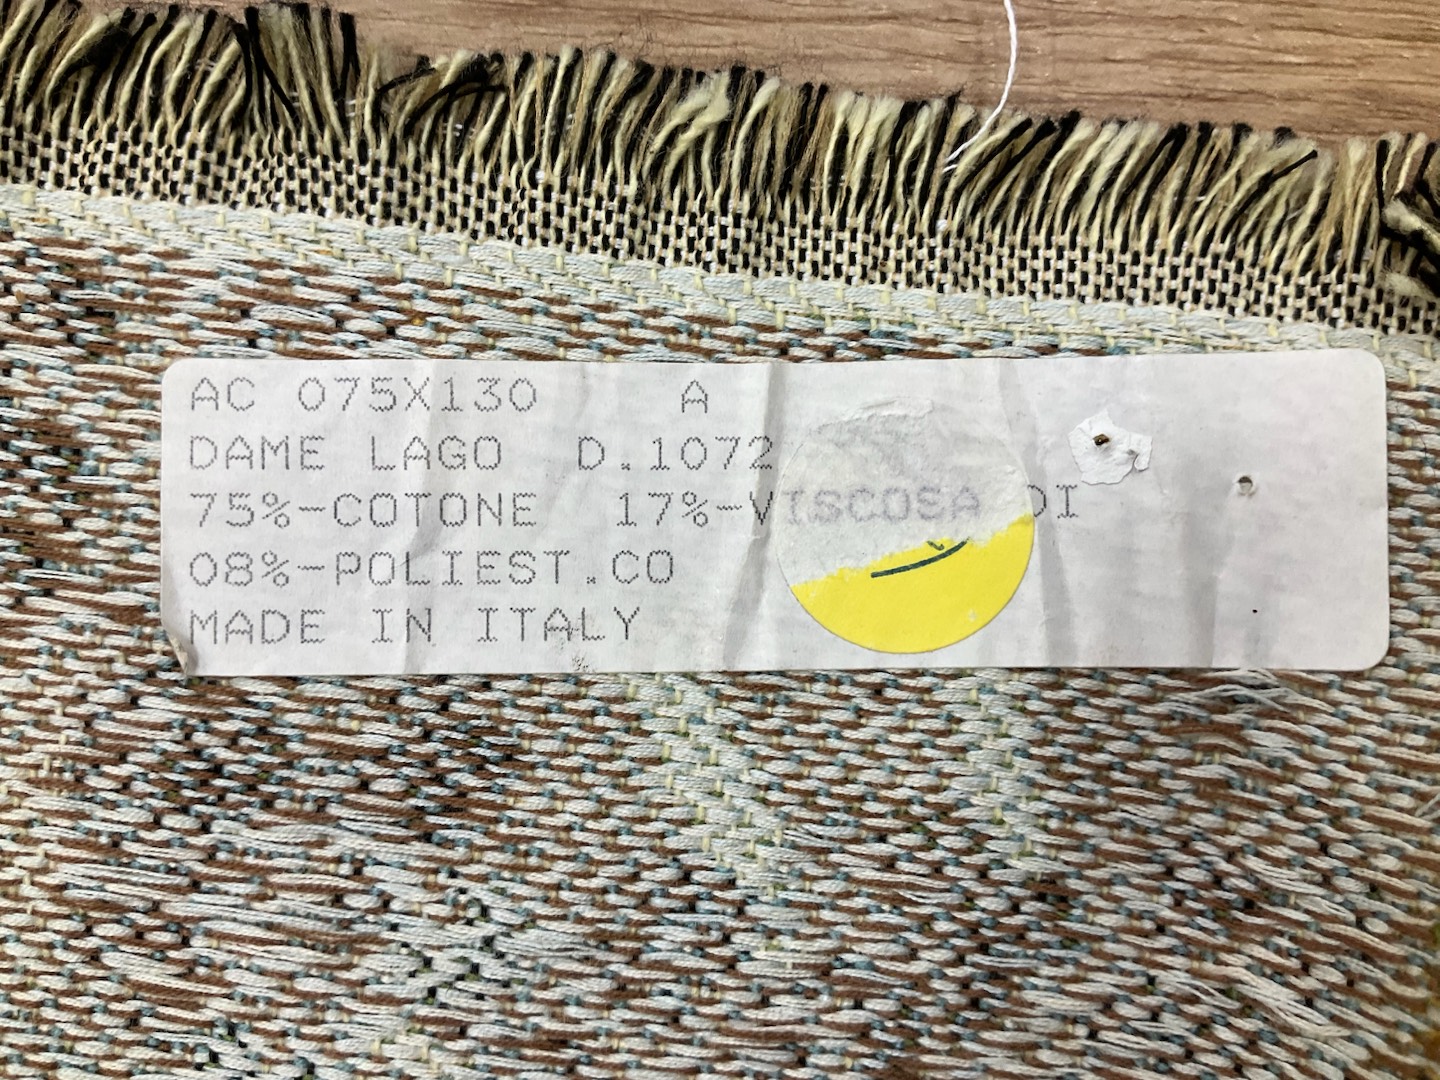 AC 075X130 A
DAME LAGO D.1072
75%-COTONE 17%-VISCOSA DI
08%-POLIEST.CO
MADE IN ITALY